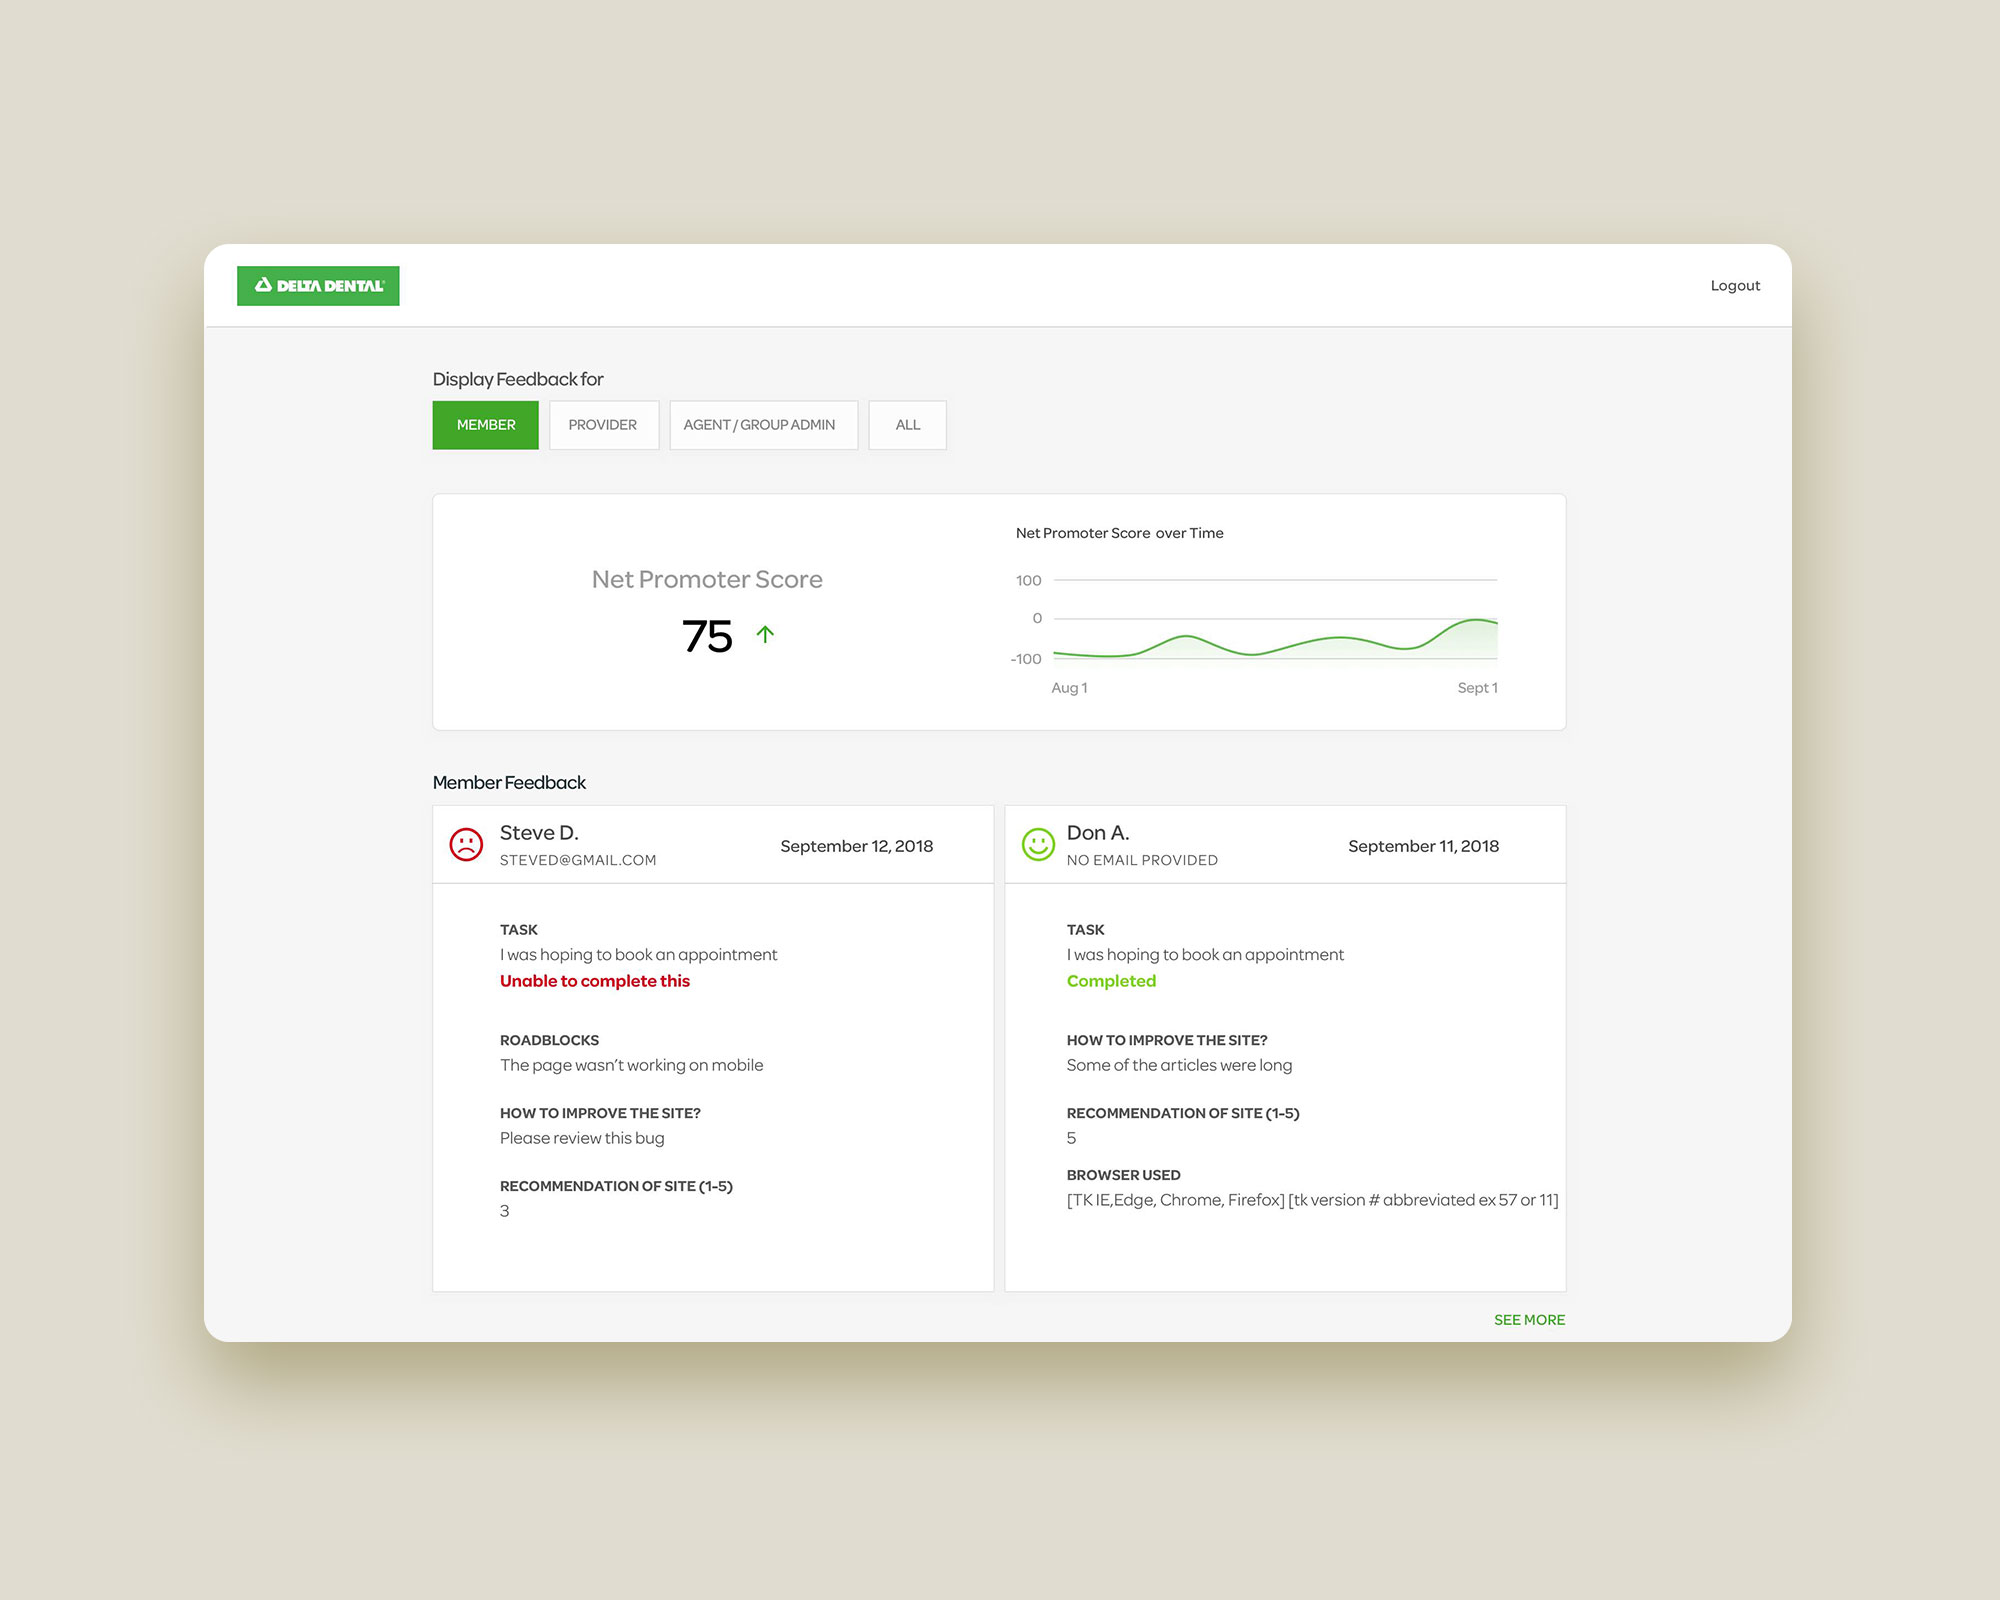 DELTA DENTAL
Logout
Display Feedback for
MEMBER
PROVIDER
AGENT / GROUP ADMIN
ALL
Net Promoter Score
75
Net Promoter Score over Time
100
0
-100
Aug 1
Sept 1
Member Feedback
Steve D.
STEVED@GMAIL.COM
September 12, 2018
TASK
I was hoping to book an appointment
Unable to complete this
ROADBLOCKS
The page wasn't working on mobile
HOW TO IMPROVE THE SITE?
Please review this bug
RECOMMENDATION OF SITE (1-5)
3
Don A.
NO EMAIL PROVIDED
September 11, 2018
TASK
I was hoping to book an appointment
Completed
HOW TO IMPROVE THE SITE?
Some of the articles were long
RECOMMENDATION OF SITE (1-5)
5
BROWSER USED
[TK IE,Edge, Chrome, Firefox] [tk version # abbreviated ex 57 or 11]
SEE MORE